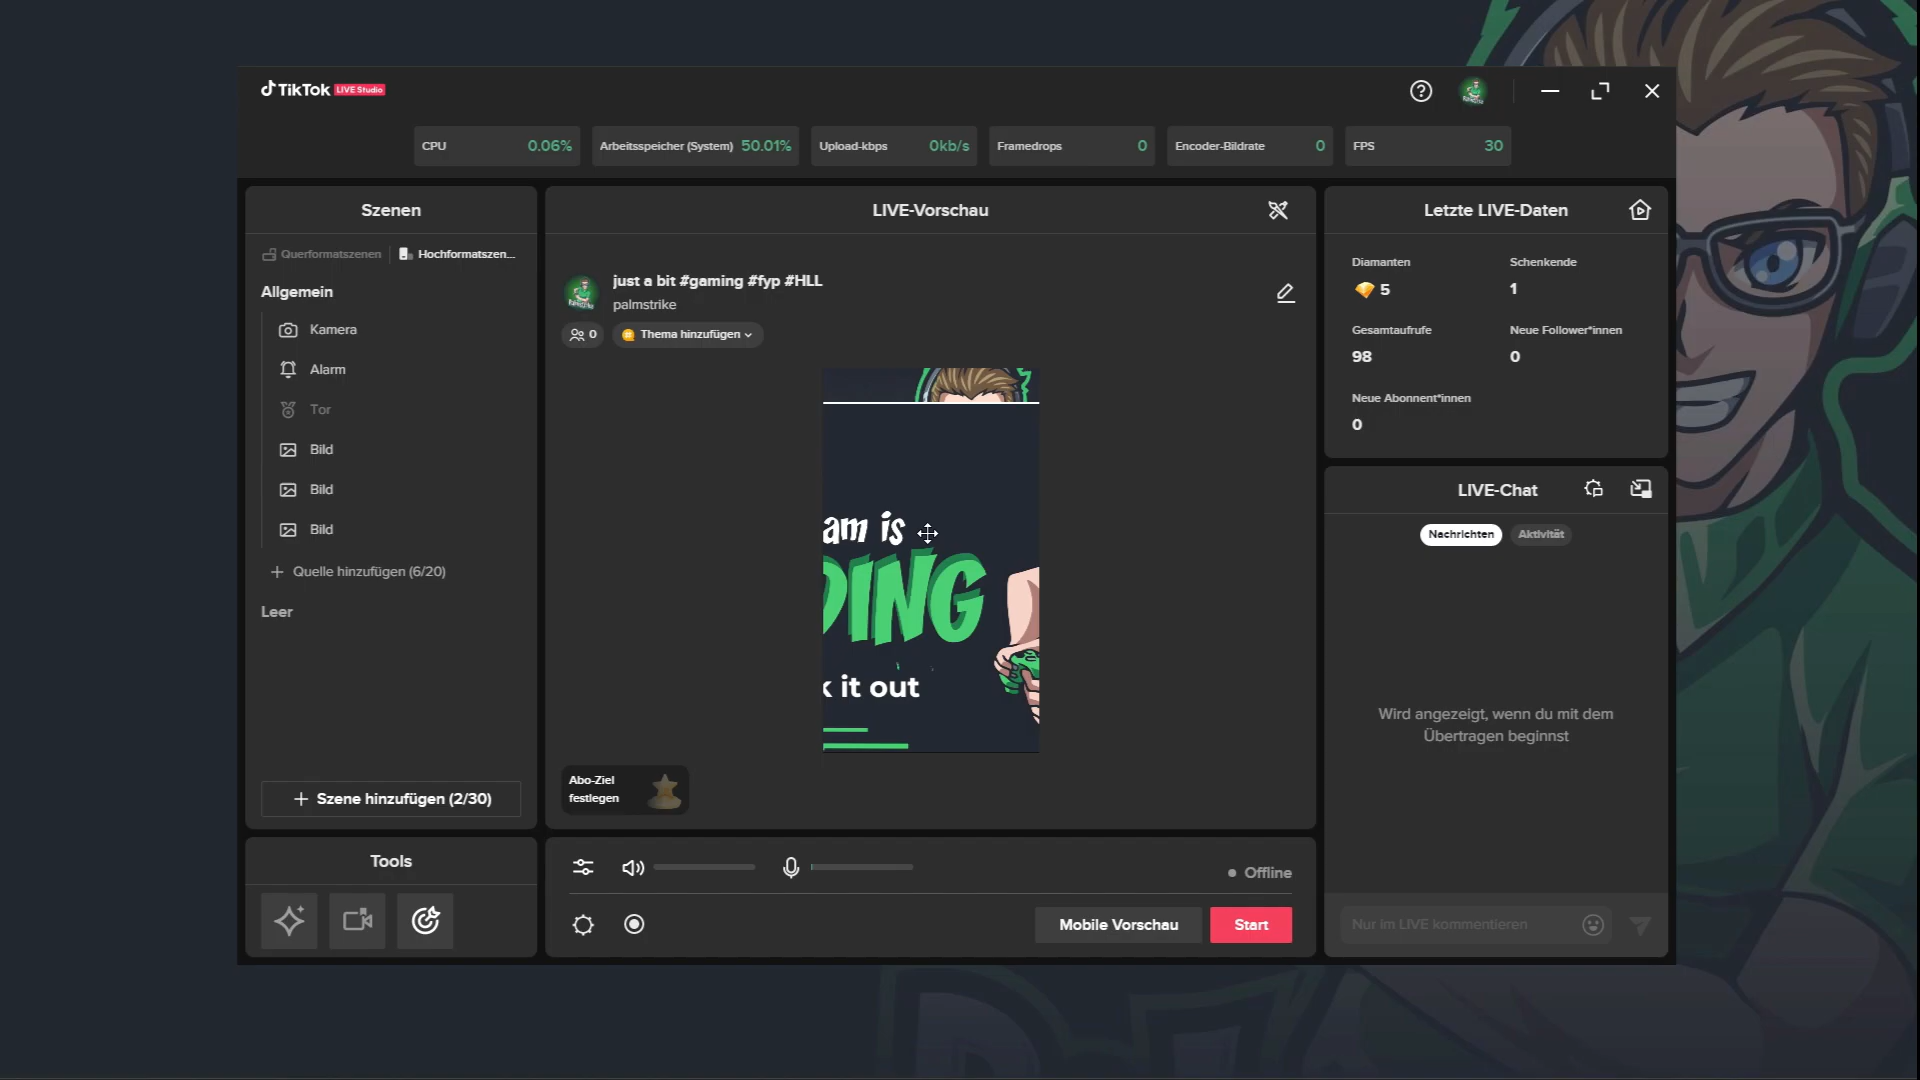 TikTok LIVE Studio
CPU 0.06%
Arbeitsspeicher (System) 50.01%
Upload-kbps 0kb/s
Framedrops 0
Encoder-Bildrate 0
FPS 30
Szenen
Querformatszenen
Hochformatszen...
Allgemein
Kamera
Alarm
Tor
Bild
Bild
Bild
Quelle hinzufügen (6/20)
Leer
Szene hinzufügen (2/30)
Tools
LIVE-Vorschau
just a bit #gaming #fyp #HLL
palmstrike
0
Thema hinzufügen
am is
DING
k it out
Abo-Ziel
festlegen
Offline
Mobile Vorschau
Start
Letzte LIVE-Daten
Diamanten
5
Schenkende
1
Gesamtaufrufe
98
Neue Follower*innen
0
Neue Abonnent*innen
0
LIVE-Chat
Nachrichten
Aktivität
Wird angezeigt, wenn du mit dem
Übertragen beginnst
Nur im LIVE kommentieren